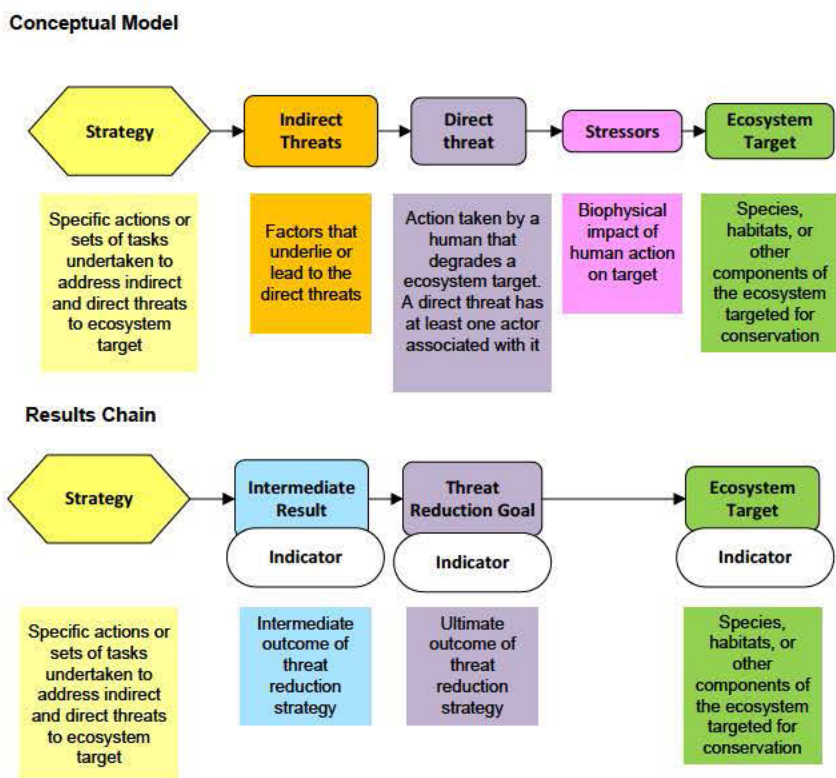 Conceptual Model
Strategy
Indirect
Threats
Direct
threat
Stressors
Ecosystem
Target
Specific actions or
sets of tasks
undertaken to
address indirect
and direct threats
to ecosystem
target
Factors that
underlie or
lead to the
direct threats
Action taken by a
human that
degrades a
ecosystem target.
A direct threat has
at least one actor
associated with it
Biophysical
impact of
human action
on target
Species,
habitats, or
other
components of
the ecosystem
targeted for
conservation
Results Chain
Strategy
Intermediate
Result
Indicator
Threat
Reduction Goal
Indicator
Ecosystem
Target
Indicator
Specific actions or
sets of tasks
undertaken to
address indirect
and direct threats
to ecosystem
target
Intermediate
outcome of
threat
reduction
strategy
Ultimate
outcome of
threat
reduction
strategy
Species,
habitats, or
other
components of
the ecosystem
targeted for
conservation